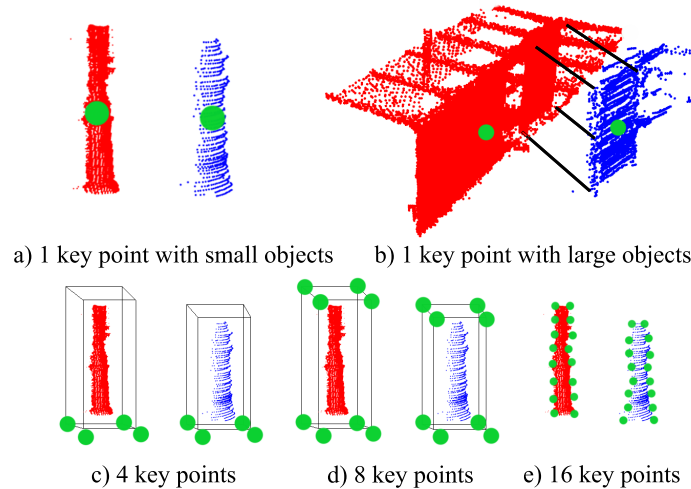 a) 1 key point with small objects
b) 1 key point with large objects
c) 4 key points
d) 8 key points
e) 16 key points